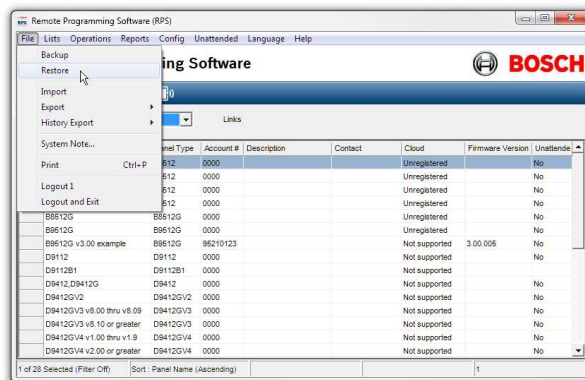 Remote Programming Software (RPS)
File Lists Operations Reports Config Unattended Language Help
Backup
Restore
Import
Export
History Export
System Note...
Print Ctrl+P
Logout 1
Logout and Exit
ing Software
BOSCH
Links
nel Type Account # Description Contact Cloud Firmware Version Unattende
512 0000 Unregistered No
512 0000 Unregistered No
512 0000 Unregistered No
512 0000 Unregistered No
B8512G B8512G 0000 Unregistered No
B9512G B9512G 0000 Unregistered No
B9512G v3.00 example B9512G 95210123 Not supported 3.00.005 No
D9112 D9112 0000 Not supported No
D9112B1 D9112B1 0000 Not supported
D9412,D9412G D9412 0000 Not supported No
D9412GV2 D9412GV2 0000 Not supported No
D9412GV3 v8.00 thru v8.09 D9412GV3 0000 Not supported No
D9412GV3 v8.10 or greater D9412GV3 0000 Not supported No
D9412GV4 v1.00 thru v1.9 D9412GV4 0000 Not supported No
D9412GV4 v2.00 or greater D9412GV4 0000 Not supported No
1 of 28 Selected (Filter Off) Sort : Panel Name (Ascending) 1